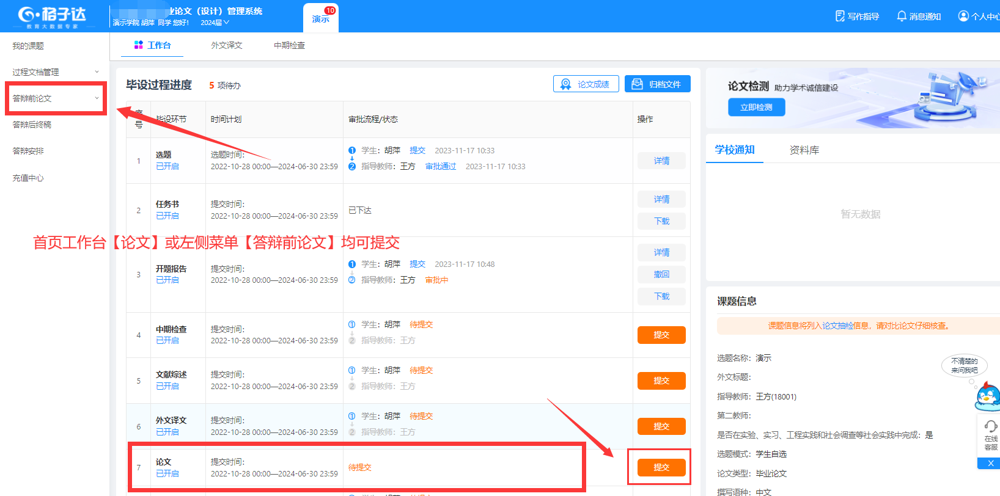 格子达
教育大数据专家
业论文（设计）管理系统
演示学院 胡萍 同学 您好!
2024届
演示
10
写作指导
消息通知
个人中心
我的课题
过程文档管理
答辩前论文
答辩后终稿
答辩安排
充值中心
工作台
外文译文
中期检查
毕设过程进度
5 项待办
论文成绩
归档文件
序号
毕设环节
时间计划
审批流程/状态
操作
1
选题
已开启
选题时间：
2022-10-28 00:00—2024-06-30 23:59
1 学生：胡萍 提交 2023-11-17 10:33
2 指导教师：王方 审批通过 2023-11-17 10:33
详情
2
任务书
已开启
提交时间：
2022-10-28 00:00—2024-06-30 23:59
已下达
详情
下载
首页工作台【论文】或左侧菜单【答辩前论文】均可提交
3
开题报告
已开启
提交时间：
2022-10-28 00:00—2024-06-30 23:59
1 学生：胡萍 提交 2023-11-17 10:48
2 指导教师：王方 审批中
详情
撤回
下载
4
中期检查
已开启
提交时间：
2022-10-28 00:00—2024-06-30 23:59
1 学生：胡萍 待提交
2 指导教师：王方
提交
5
文献综述
已开启
提交时间：
2022-10-28 00:00—2024-06-30 23:59
1 学生：胡萍 待提交
2 指导教师：王方
提交
6
外文译文
已开启
提交时间：
2022-10-28 00:00—2024-06-30 23:59
1 学生：胡萍 待提交
2 指导教师：王方
提交
7
论文
已开启
提交时间：
2022-10-28 00:00—2024-06-30 23:59
待提交
提交
论文检测 助力学术诚信建设
立即检测
学校通知
资料库
暂无数据
课题信息
课题信息将列入论文抽检信息，请对比论文仔细核查。
选题名称：演示
外文标题：
指导教师：王方(18001)
第二教师：
是否在实验、实习、工程实践和社会调查等社会实践中完成：是
选题模式：学生自选
论文类型：毕业论文
撰写语种：中文
不清楚的
来问我吧
在线
客服
X